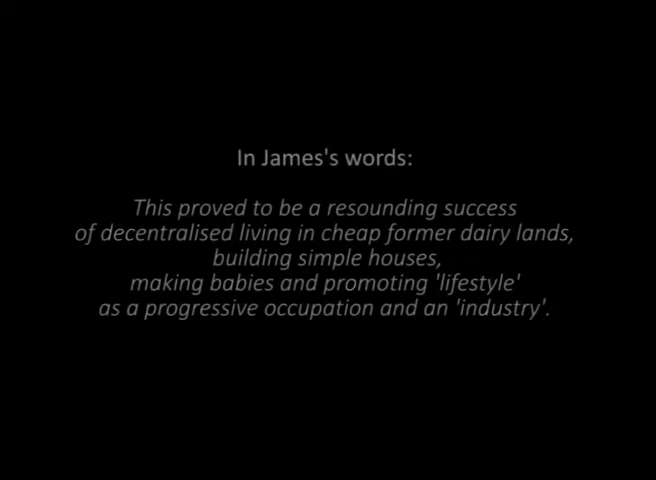 In James's words:
This proved to be a resounding success
of decentralised living in cheap former dairy lands,
building simple houses,
making babies and promoting 'lifestyle'
as a progressive occupation and an 'industry'.